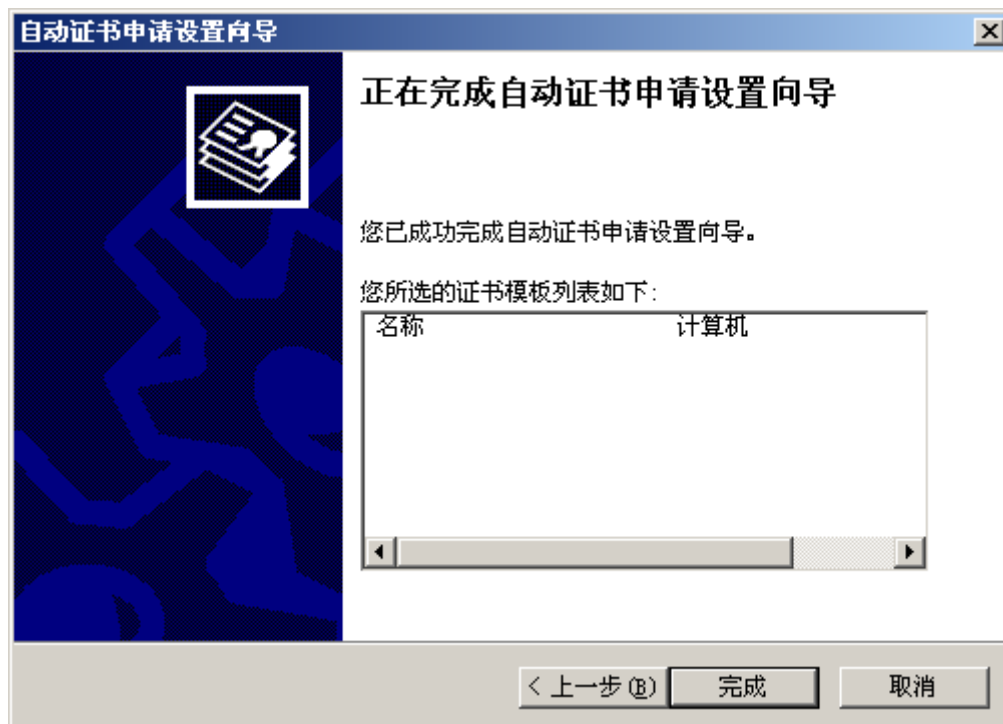 自动证书申请设置向导
正在完成自动证书申请设置向导
您已成功完成自动证书申请设置向导。
您所选的证书模板列表如下:
名称 计算机
< 上一步(B) 完成 取消